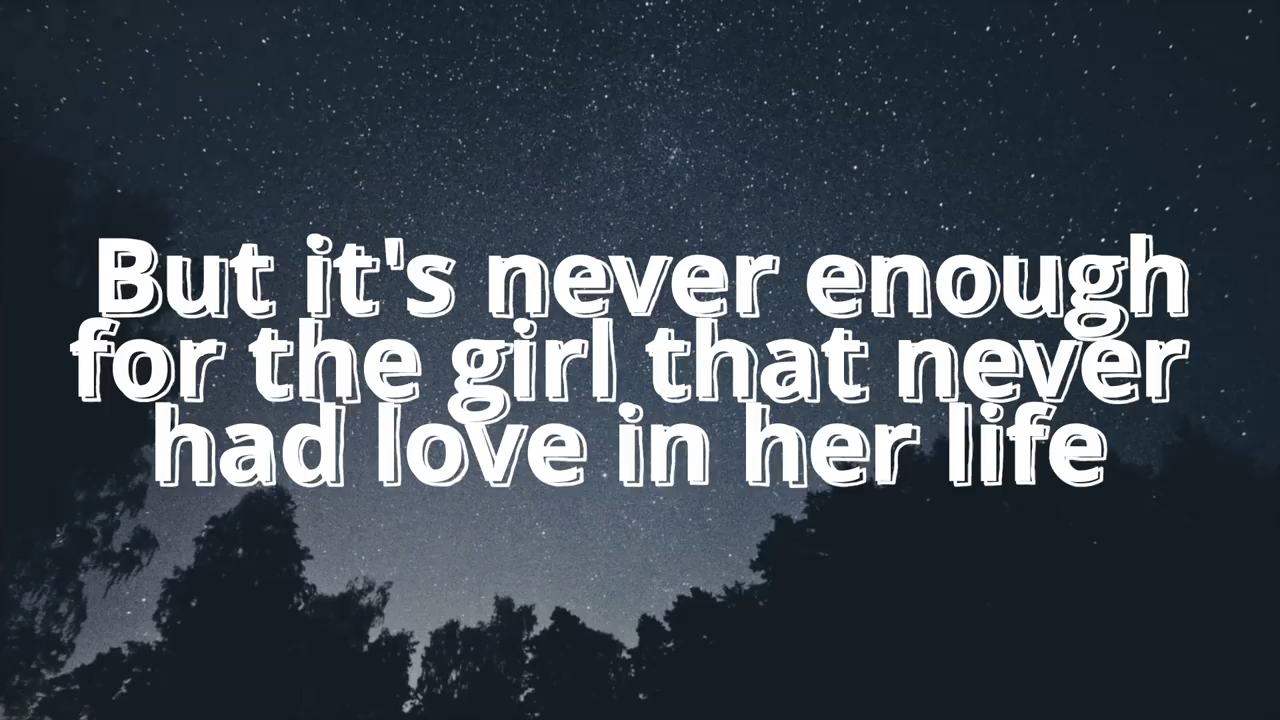 But it's never enough
for the girl that never
had love in her life